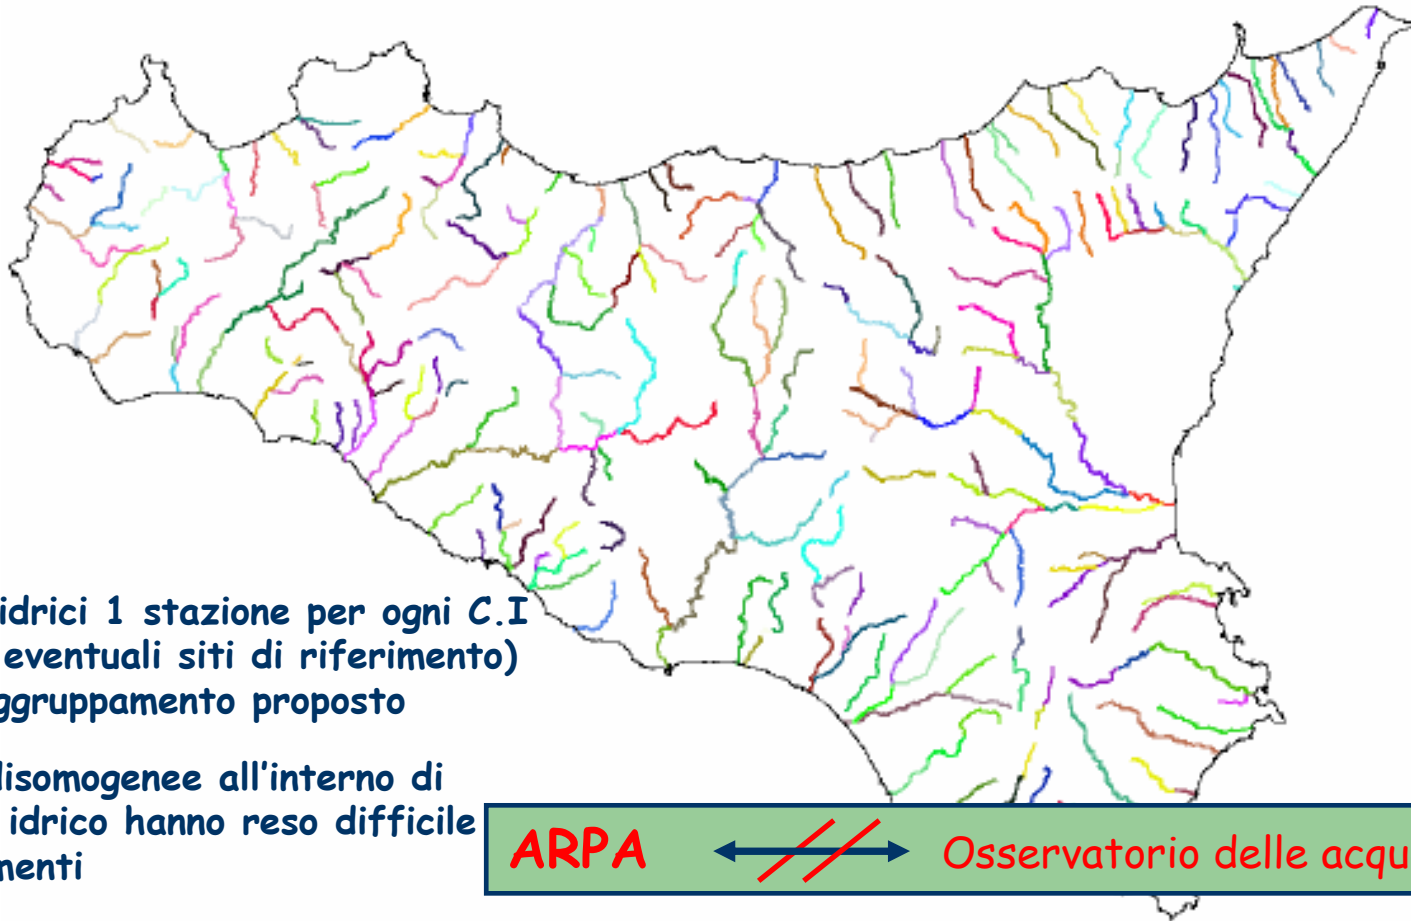 idrici 1 stazione per ogni C.I
eventuali siti di riferimento)
ggruppamento proposto
disomogenee all'interno di
idrico hanno reso difficile
menti
ARPA Osservatorio delle acqu